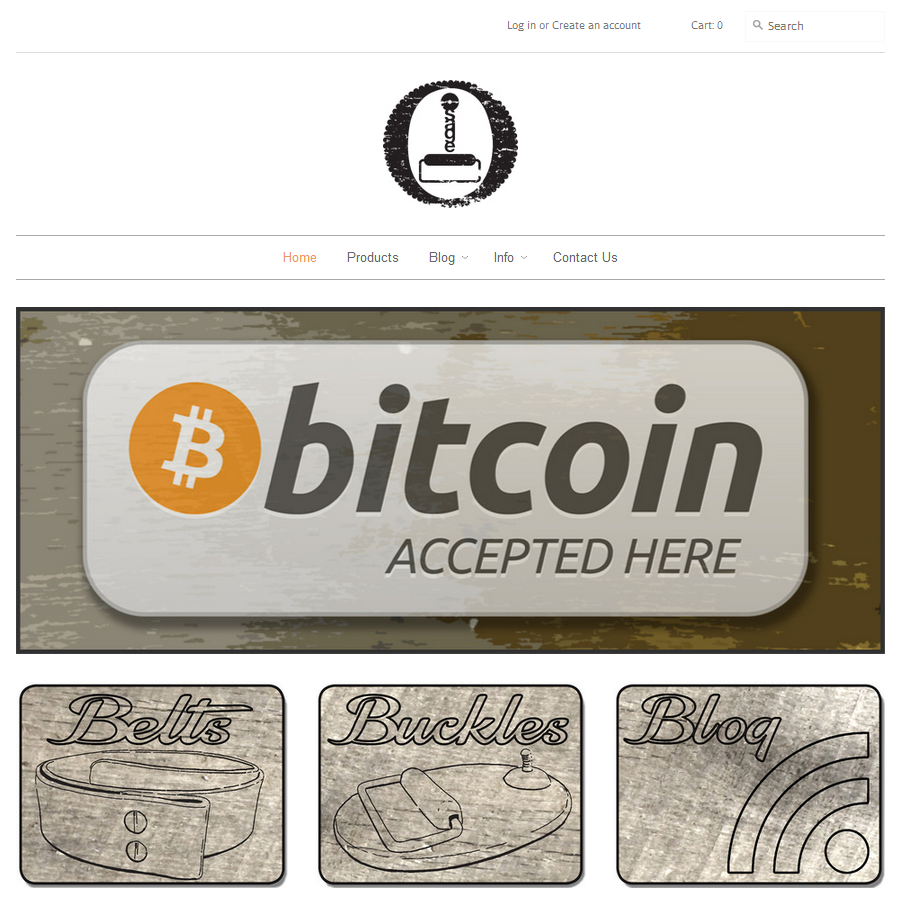 Log in or Create an account Cart: 0 Search
Home Products Blog Info Contact Us
bitcoin
ACCEPTED HERE
Belts Buckles Blog